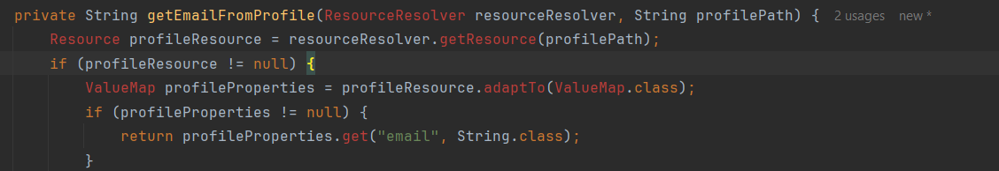 private String getEmailFromProfile(ResourceResolver resourceResolver, String profilePath) { 2 usages new *
Resource profileResource = resourceResolver.getResource(profilePath);
if (profileResource != null) {
ValueMap profileProperties = profileResource.adaptTo(ValueMap.class);
if (profileProperties != null) {
return profileProperties.get("email", String.class);
}